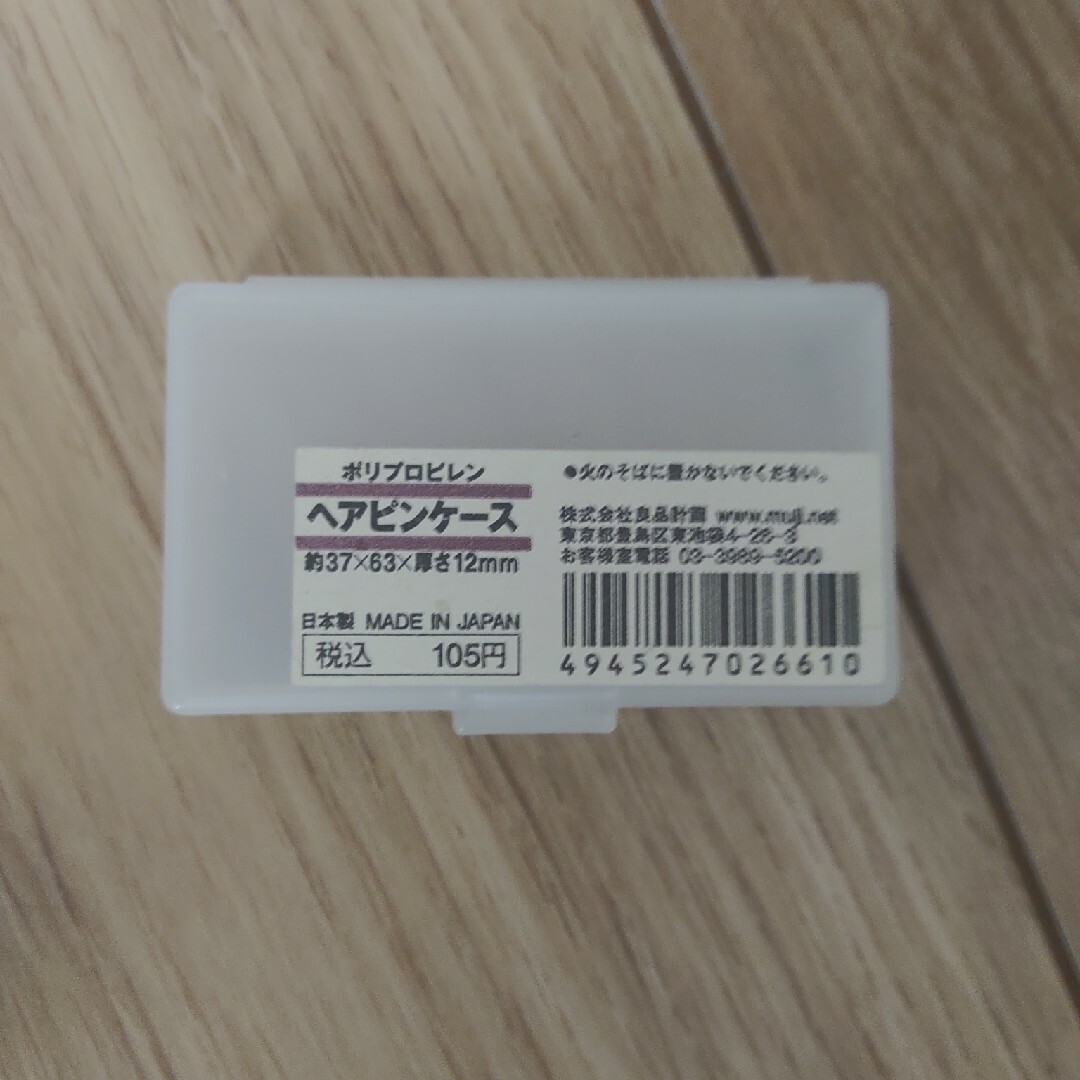 ポリプロピレン
ヘアピンケース
約37×63×厚さ12mm
日本製 MADE IN JAPAN
税込 105円
●火のそばに置かないでください。
株式会社良品計画 www.muji.net
東京都豊島区東池袋4-26-3
お客様室電話 03-3989-5200
4945247026610